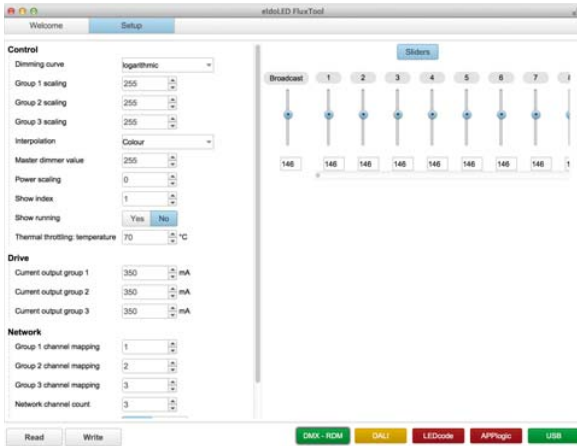 eldoLED FluxTool
Welcome Setup
Control
Dimming curve logarithmic
Group 1 scaling 255
Group 2 scaling 255
Group 3 scaling 255
Interpolation Colour
Master dimmer value 255
Power scaling 0
Show index 1
Show running Yes No
Thermal throttling: temperature 70 °C
Drive
Current output group 1 350 mA
Current output group 2 350 mA
Current output group 3 350 mA
Network
Group 1 channel mapping 1
Group 2 channel mapping 2
Group 3 channel mapping 3
Network channel count 3
Sliders
Broadcast 1 2 3 4 5 6 7
146 146 146 146 146 146 146 146
Read Write DMX - RDM DALI LEDcode APPlogic USB